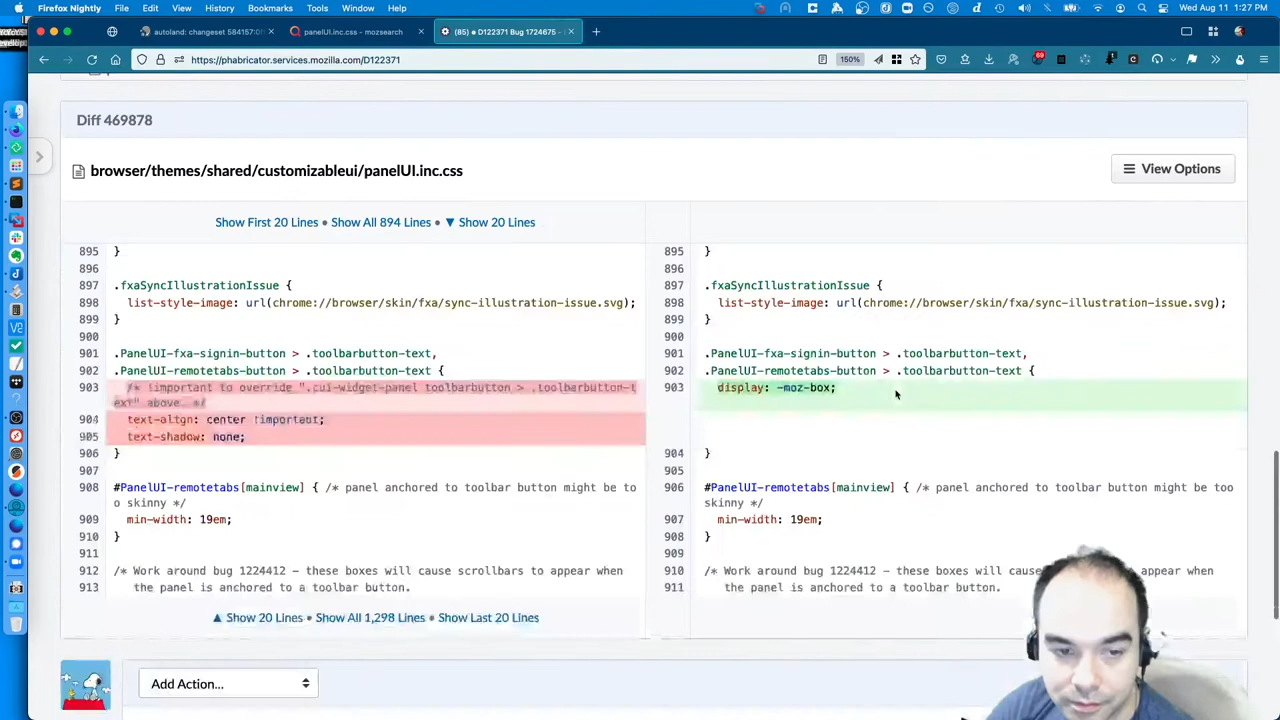 Firefox Nightly File Edit View History Bookmarks Tools Window Help Wed Aug 11 1:27 PM
autoland: changeset 584157:0f panelUI.inc.css - mozsearch (85) ● D122371 Bug 1724675 -
https://phabricator.services.mozilla.com/D122371 150% 69
Diff 469878
browser/themes/shared/customizableui/panelUI.inc.css View Options
Show First 20 Lines • Show All 894 Lines • ▼ Show 20 Lines
895 } 895 }
896 896
897 .fxaSyncIllustrationIssue { 897 .fxaSyncIllustrationIssue {
898 list-style-image: url(chrome://browser/skin/fxa/sync-illustration-issue.svg); 898 list-style-image: url(chrome://browser/skin/fxa/sync-illustration-issue.svg);
899 } 899 }
900 900
901 .PanelUI-fxa-signin-button > .toolbarbutton-text, 901 .PanelUI-fxa-signin-button > .toolbarbutton-text,
902 .PanelUI-remotetabs-button > .toolbarbutton-text { 902 .PanelUI-remotetabs-button > .toolbarbutton-text {
903 /* !important to override ".cui-widget-panel toolbarbutton > .toolbarbutton-t 903 display: -moz-box;
ext" above. */
904 text-align: center !important;
905 text-shadow: none;
906 } 904 }
907 905
908 #PanelUI-remotetabs[mainview] { /* panel anchored to toolbar button might be to 906 #PanelUI-remotetabs[mainview] { /* panel anchored to toolbar button might be too
o skinny */ skinny */
909 min-width: 19em; 907 min-width: 19em;
910 } 908 }
911 909
912 /* Work around bug 1224412 – these boxes will cause scrollbars to appear when 910 /* Work around bug 1224412 – these boxes will appear when
913 the panel is anchored to a toolbar button. 911 the panel is anchored to a toolbar button.
▲ Show 20 Lines • Show All 1,298 Lines • Show Last 20 Lines
Add Action...